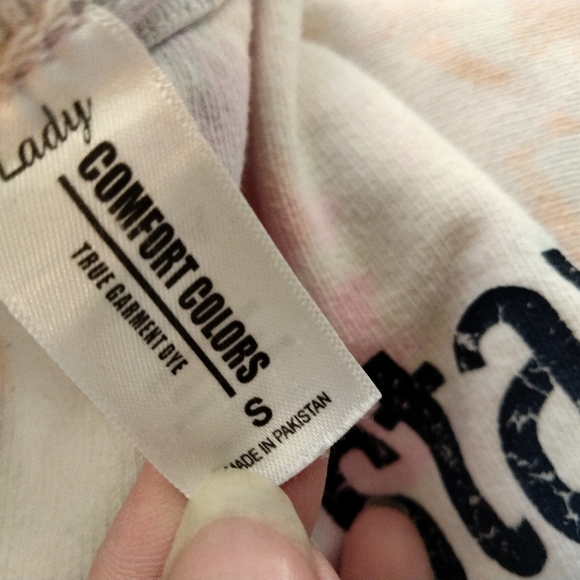 Lady
COMFORT COLORS
TRUE GARMENT DYE
S
MADE IN PAKISTAN